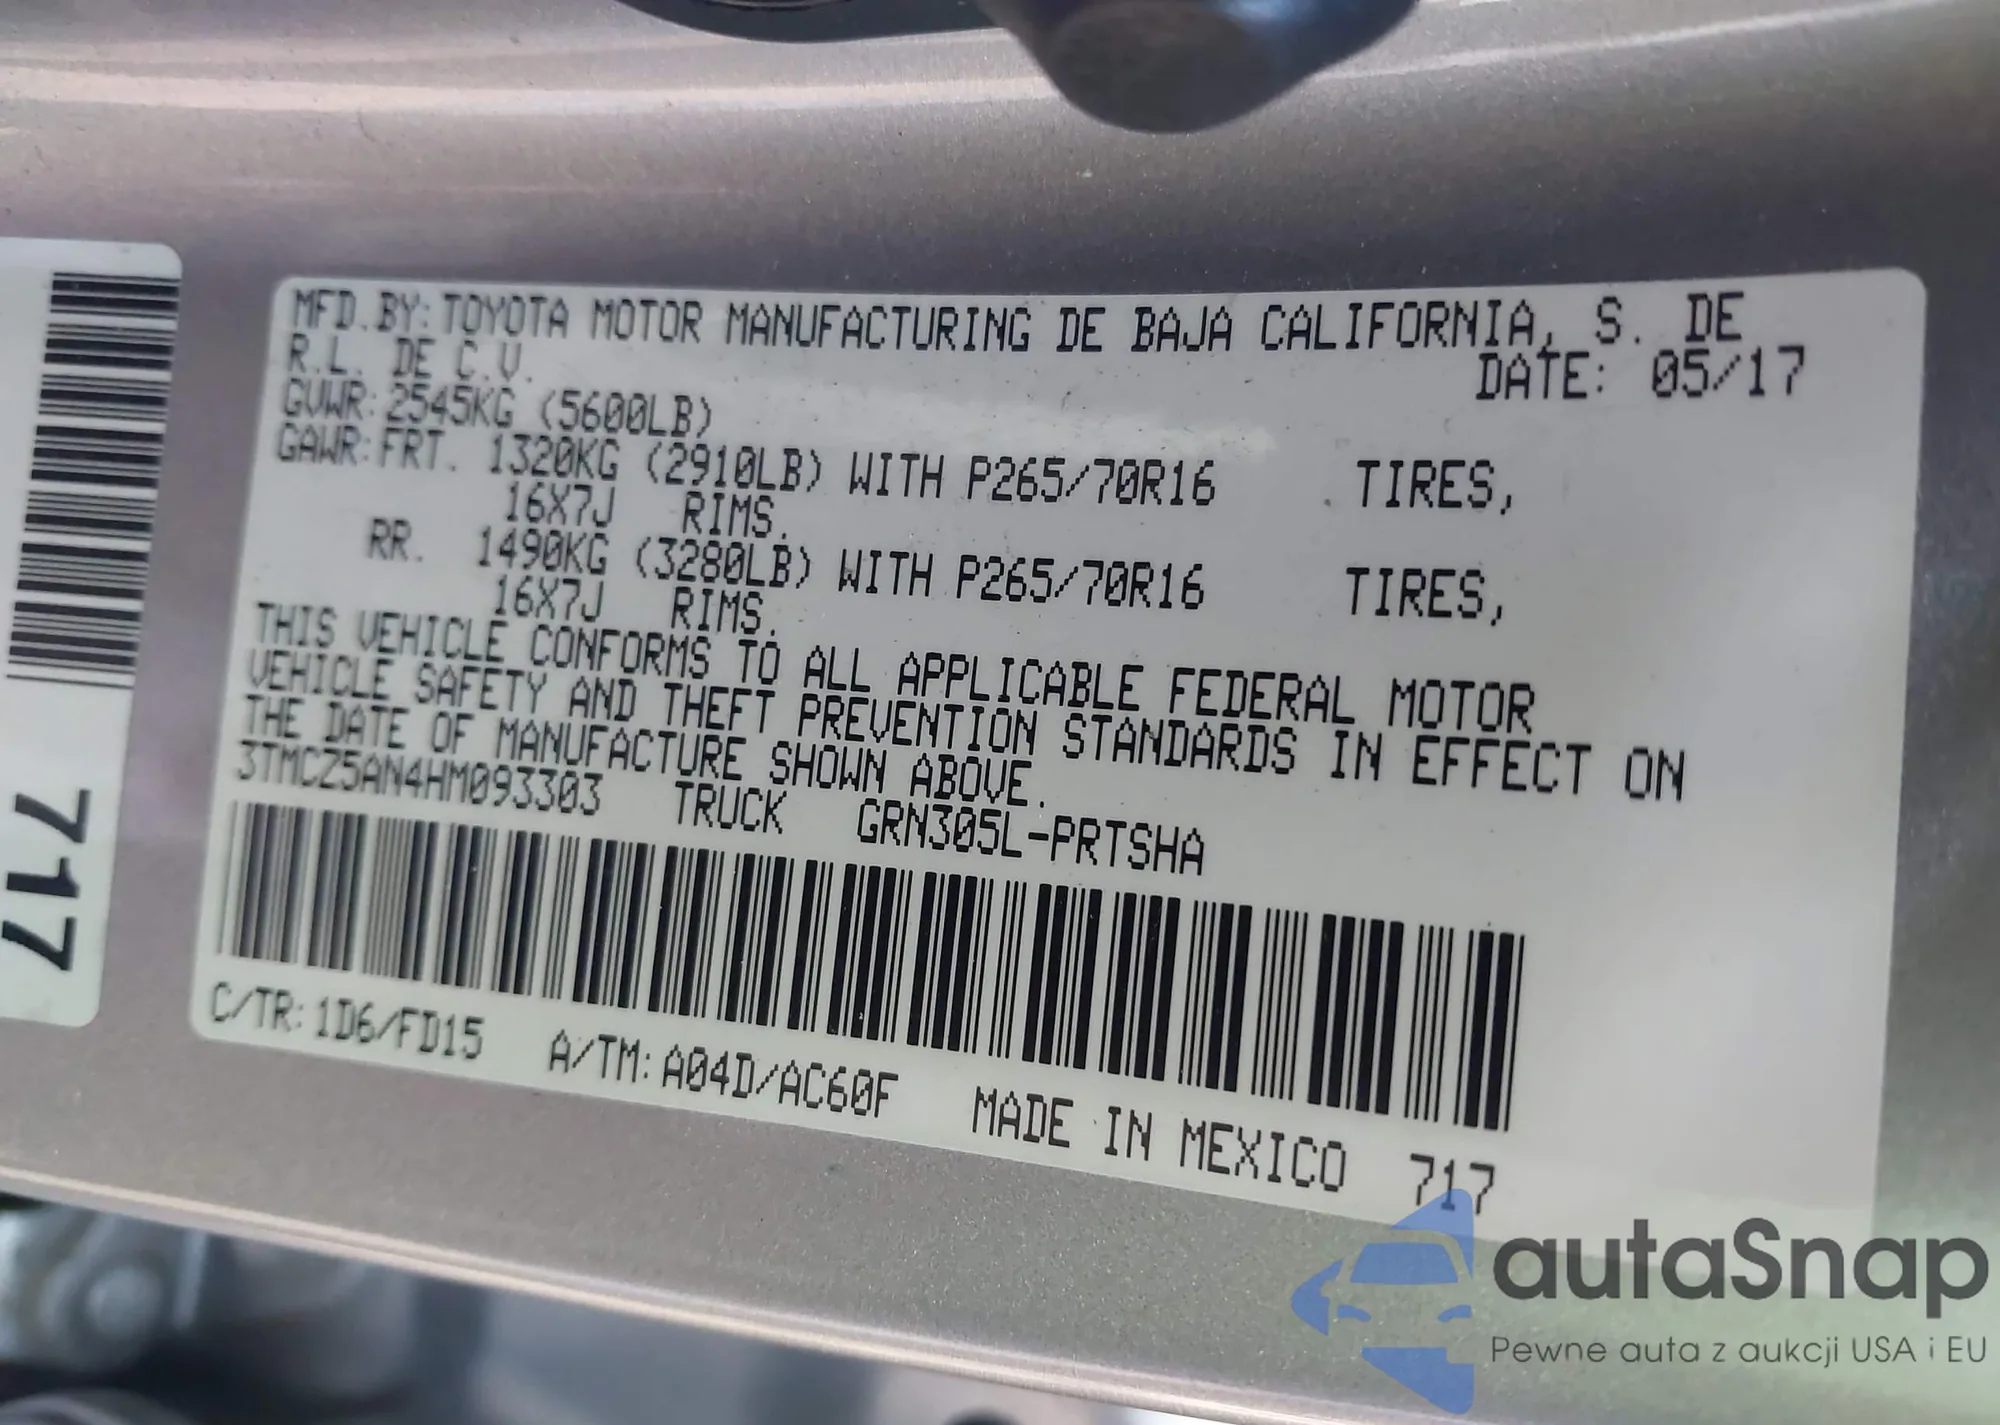 MFD.BY: TOYOTA MOTOR MANUFACTURING DE BAJA CALIFORNIA, S. DE
R.L. DE C.V. DATE: 05/17
GVWR: 2545KG (5600LB)
GAWR: FRT. 1320KG (2910LB) WITH P265/70R16 TIRES,
16X7J RIMS.
RR. 1490KG (3280LB) WITH P265/70R16 TIRES,
16X7J RIMS.
THIS VEHICLE CONFORMS TO ALL APPLICABLE FEDERAL MOTOR
VEHICLE SAFETY AND THEFT PREVENTION STANDARDS IN EFFECT ON
THE DATE OF MANUFACTURE SHOWN ABOVE.
3TMCZ5AN4HM093303 TRUCK GRN305L-PRTSHA
C/TR: 1D6/FD15 A/TM: A04D/AC60F MADE IN MEXICO 717
717
autaSnap
Pewne auta z aukcji USA i EU